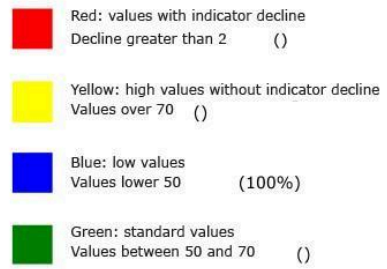 Red: values with indicator decline
Decline greater than 2 ()
Yellow: high values without indicator decline
Values over 70 ()
Blue: low values
Values lower 50 (100%)
Green: standard values
Values between 50 and 70 ()